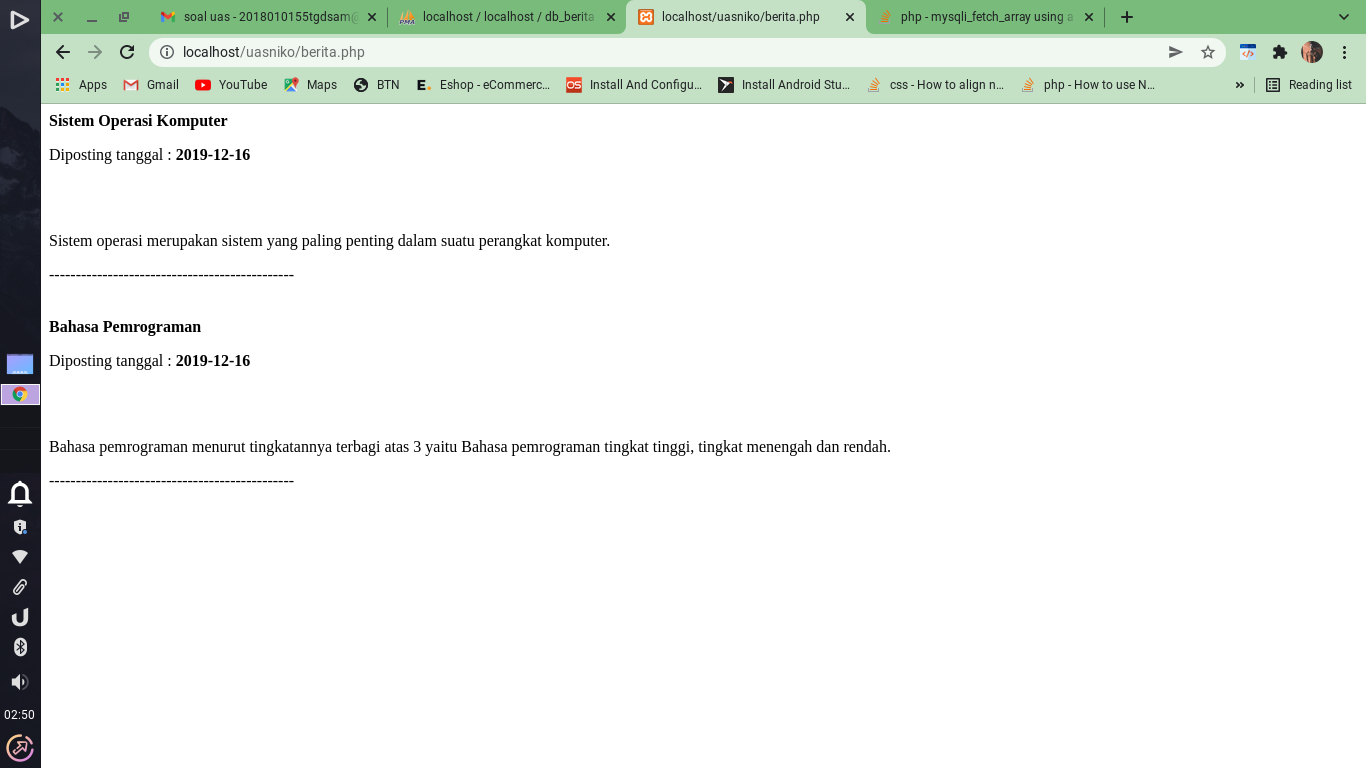 soal uas - 2018010155tgdsam@
localhost / localhost / db_berita
localhost/uasniko/berita.php
php - mysqli_fetch_array using a
localhost/uasniko/berita.php
Apps
Gmail
YouTube
Maps
BTN
Eshop - eCommerc...
Install And Configu...
Install Android Stu...
css - How to align n...
php - How to use N...
»
Reading list
Sistem Operasi Komputer
Diposting tanggal : 2019-12-16
Sistem operasi merupakan sistem yang paling penting dalam suatu perangkat komputer.
----------------------------------------------
Bahasa Pemrograman
Diposting tanggal : 2019-12-16
Bahasa pemrograman menurut tingkatannya terbagi atas 3 yaitu Bahasa pemrograman tingkat tinggi, tingkat menengah dan rendah.
----------------------------------------------
02:50